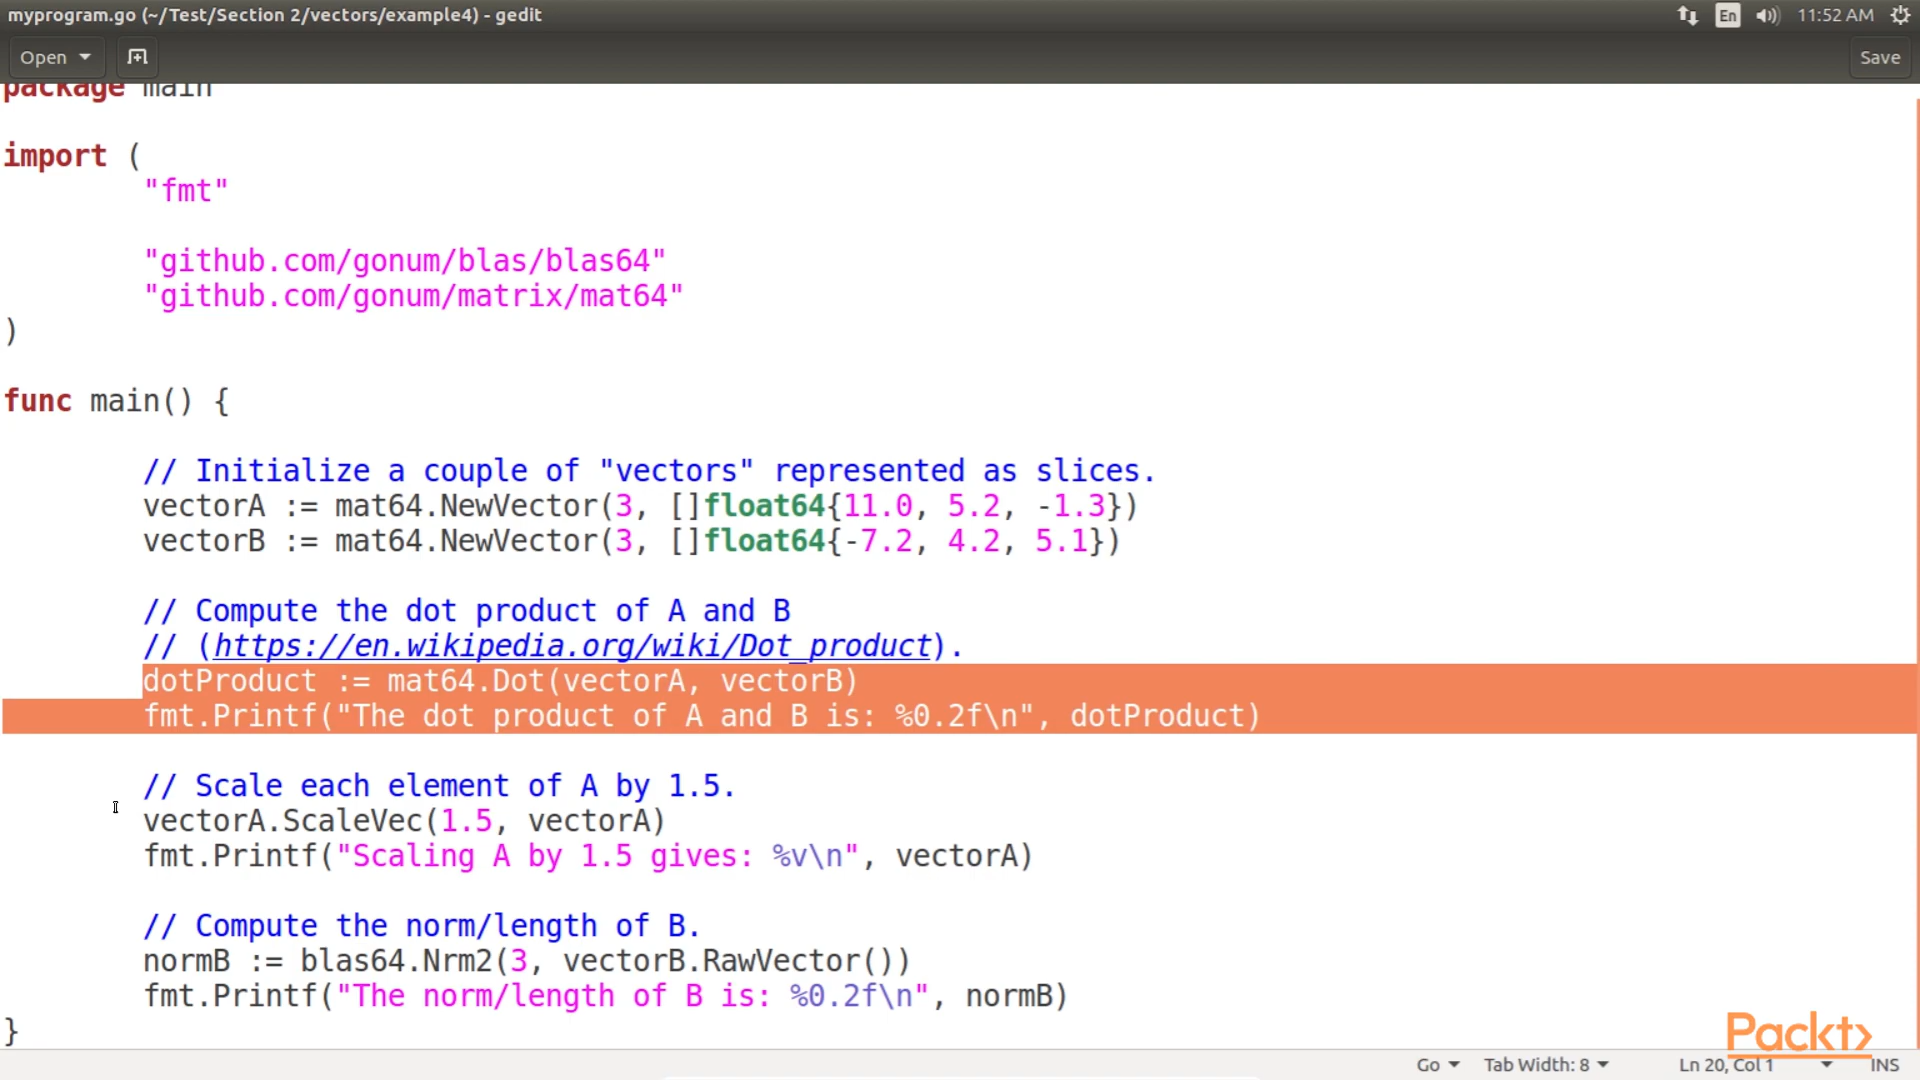 myprogram.go (~/Test/Section 2/vectors/example4) - gedit
En
11:52 AM
Open
Save
package main
import (
"fmt"
"github.com/gonum/blas/blas64"
"github.com/gonum/matrix/mat64"
)
func main() {
// Initialize a couple of "vectors" represented as slices.
vectorA := mat64.NewVector(3, []float64{11.0, 5.2, -1.3})
vectorB := mat64.NewVector(3, []float64{-7.2, 4.2, 5.1})
// Compute the dot product of A and B
// (https://en.wikipedia.org/wiki/Dot_product).
dotProduct := mat64.Dot(vectorA, vectorB)
fmt.Printf("The dot product of A and B is: %0.2f\n", dotProduct)
// Scale each element of A by 1.5.
vectorA.ScaleVec(1.5, vectorA)
fmt.Printf("Scaling A by 1.5 gives: %v\n", vectorA)
// Compute the norm/length of B.
normB := blas64.Nrm2(3, vectorB.RawVector())
fmt.Printf("The norm/length of B is: %0.2f\n", normB)
}
Packt>
Go
Tab Width: 8
Ln 20, Col 1
INS